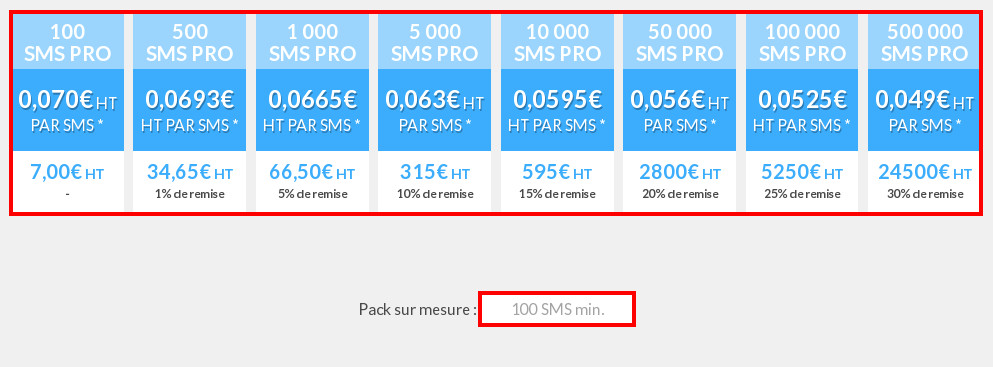 100
SMS PRO
0,070€ HT
PAR SMS *
7,00€ HT
-
500
SMS PRO
0,0693€
HT PAR SMS *
34,65€ HT
1% de remise
1 000
SMS PRO
0,0665€
HT PAR SMS *
66,50€ HT
5% de remise
5 000
SMS PRO
0,063€ HT
PAR SMS *
315€ HT
10% de remise
10 000
SMS PRO
0,0595€
HT PAR SMS *
595€ HT
15% de remise
50 000
SMS PRO
0,056€ HT
PAR SMS *
2800€ HT
20% de remise
100 000
SMS PRO
0,0525€
HT PAR SMS *
5250€ HT
25% de remise
500 000
SMS PRO
0,049€ HT
PAR SMS *
24500€ HT
30% de remise
Pack sur mesure : 100 SMS min.